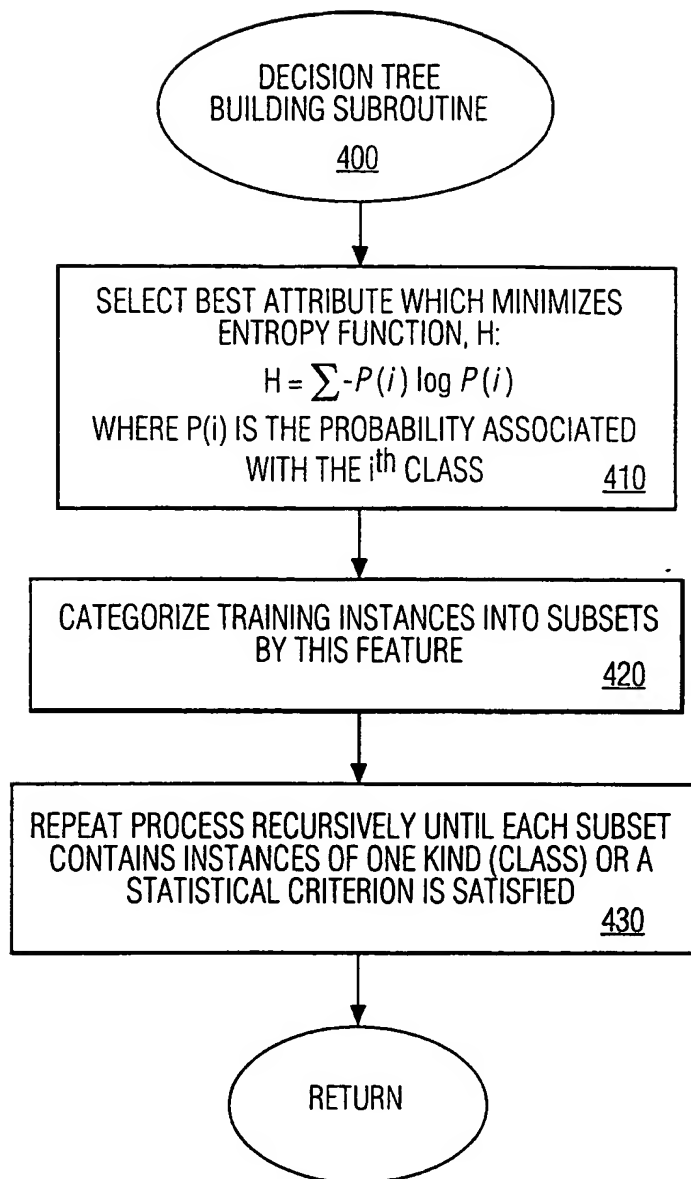 DECISION TREE
BUILDING SUBROUTINE
400
SELECT BEST ATTRIBUTE WHICH MINIMIZES
ENTROPY FUNCTION, H:
H = ∑ -P(i) log P(i)
WHERE P(i) IS THE PROBABILITY ASSOCIATED
WITH THE ith CLASS
410
CATEGORIZE TRAINING INSTANCES INTO SUBSETS
BY THIS FEATURE
420
REPEAT PROCESS RECURSIVELY UNTIL EACH SUBSET
CONTAINS INSTANCES OF ONE KIND (CLASS) OR A
STATISTICAL CRITERION IS SATISFIED
430
RETURN